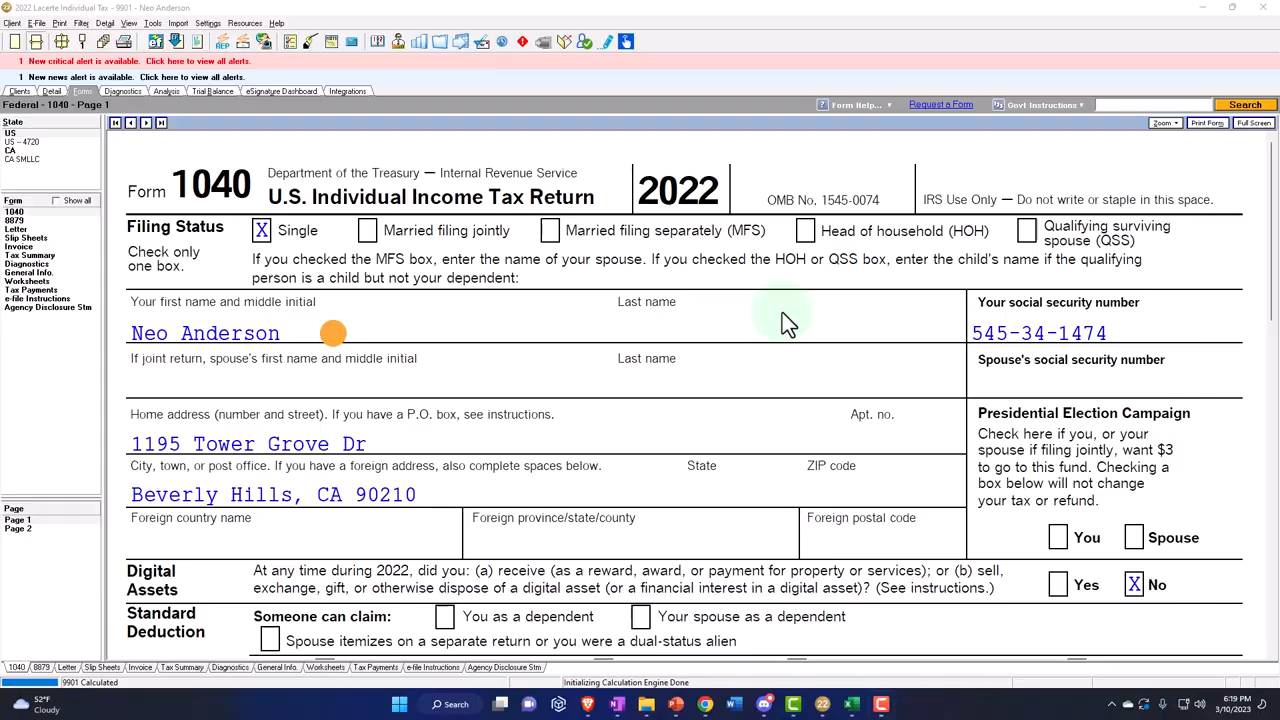 2022 Lacerte Individual Tax - 9901 - Neo Anderson
Client E-File Print Filter Detail View Tools Import Settings Resources Help
1 New critical alert is available. Click here to view all alerts.
1 New news alert is available. Click here to view all alerts.
Clients Detail Forms Diagnostics Analysis Trial Balance eSignature Dashboard Integrations
Federal - 1040 - Page 1
Form Help... Request a Form Govt Instructions Search
State
US
US - 4720
CA
CA SMLLC
Zoom Print Form Full Screen
Form Show all
1040
8879
Letter
Slip Sheets
Invoice
Tax Summary
Diagnostics
General Info.
Worksheets
Tax Payments
e-file Instructions
Agency Disclosure Stm
Page
Page 1
Page 2
Form 1040
Department of the Treasury — Internal Revenue Service
U.S. Individual Income Tax Return
2022
OMB No. 1545-0074
IRS Use Only — Do not write or staple in this space.
Filing Status
Check only
one box.
X Single Married filing jointly Married filing separately (MFS) Head of household (HOH) Qualifying surviving
spouse (QSS)
If you checked the MFS box, enter the name of your spouse. If you checked the HOH or QSS box, enter the child's name if the qualifying
person is a child but not your dependent:
Your first name and middle initial Last name Your social security number
Neo Anderson 545-34-1474
If joint return, spouse's first name and middle initial Last name Spouse's social security number
Home address (number and street). If you have a P.O. box, see instructions. Apt. no.
1195 Tower Grove Dr
City, town, or post office. If you have a foreign address, also complete spaces below. State ZIP code
Beverly Hills, CA 90210
Foreign country name Foreign province/state/county Foreign postal code
Presidential Election Campaign
Check here if you, or your
spouse if filing jointly, want $3
to go to this fund. Checking a
box below will not change
your tax or refund.
You Spouse
Digital
Assets
At any time during 2022, did you: (a) receive (as a reward, award, or payment for property or services); or (b) sell,
exchange, gift, or otherwise dispose of a digital asset (or a financial interest in a digital asset)? (See instructions.)
Yes X No
Standard
Deduction
Someone can claim: You as a dependent Your spouse as a dependent
Spouse itemizes on a separate return or you were a dual-status alien
1040 8879 Letter Slip Sheets Invoice Tax Summary Diagnostics General Info. Worksheets Tax Payments e-file Instructions Agency Disclosure Stm
9901 Calculated Initializing Calculation Engine Done
52°F
Cloudy
Search
6:39 PM
3/10/2023